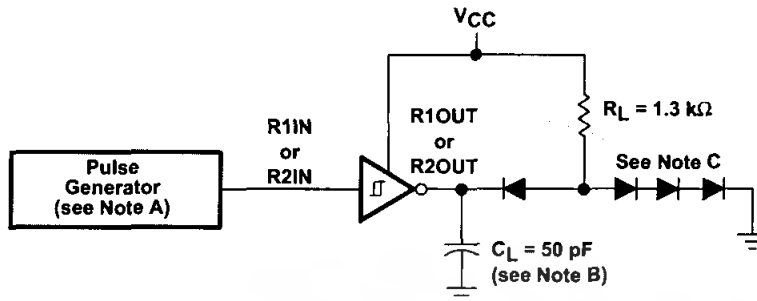 VCC
R1IN
or
R2IN
R1OUT
or
R2OUT
RL = 1.3 kΩ
Pulse
Generator
(see Note A)
See Note C
CL = 50 pF
(see Note B)